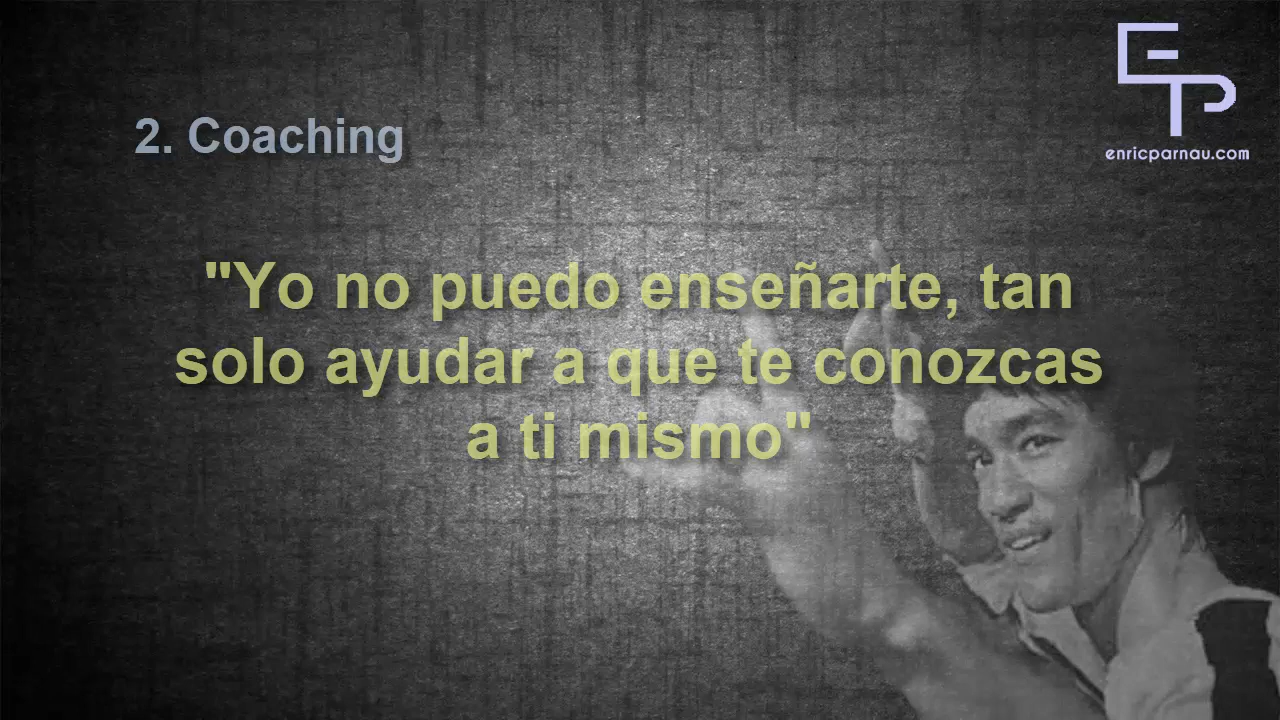 EP
enricparnau.com
2. Coaching
"Yo no puedo enseñarte, tan
solo ayudar a que te conozcas
a ti mismo"